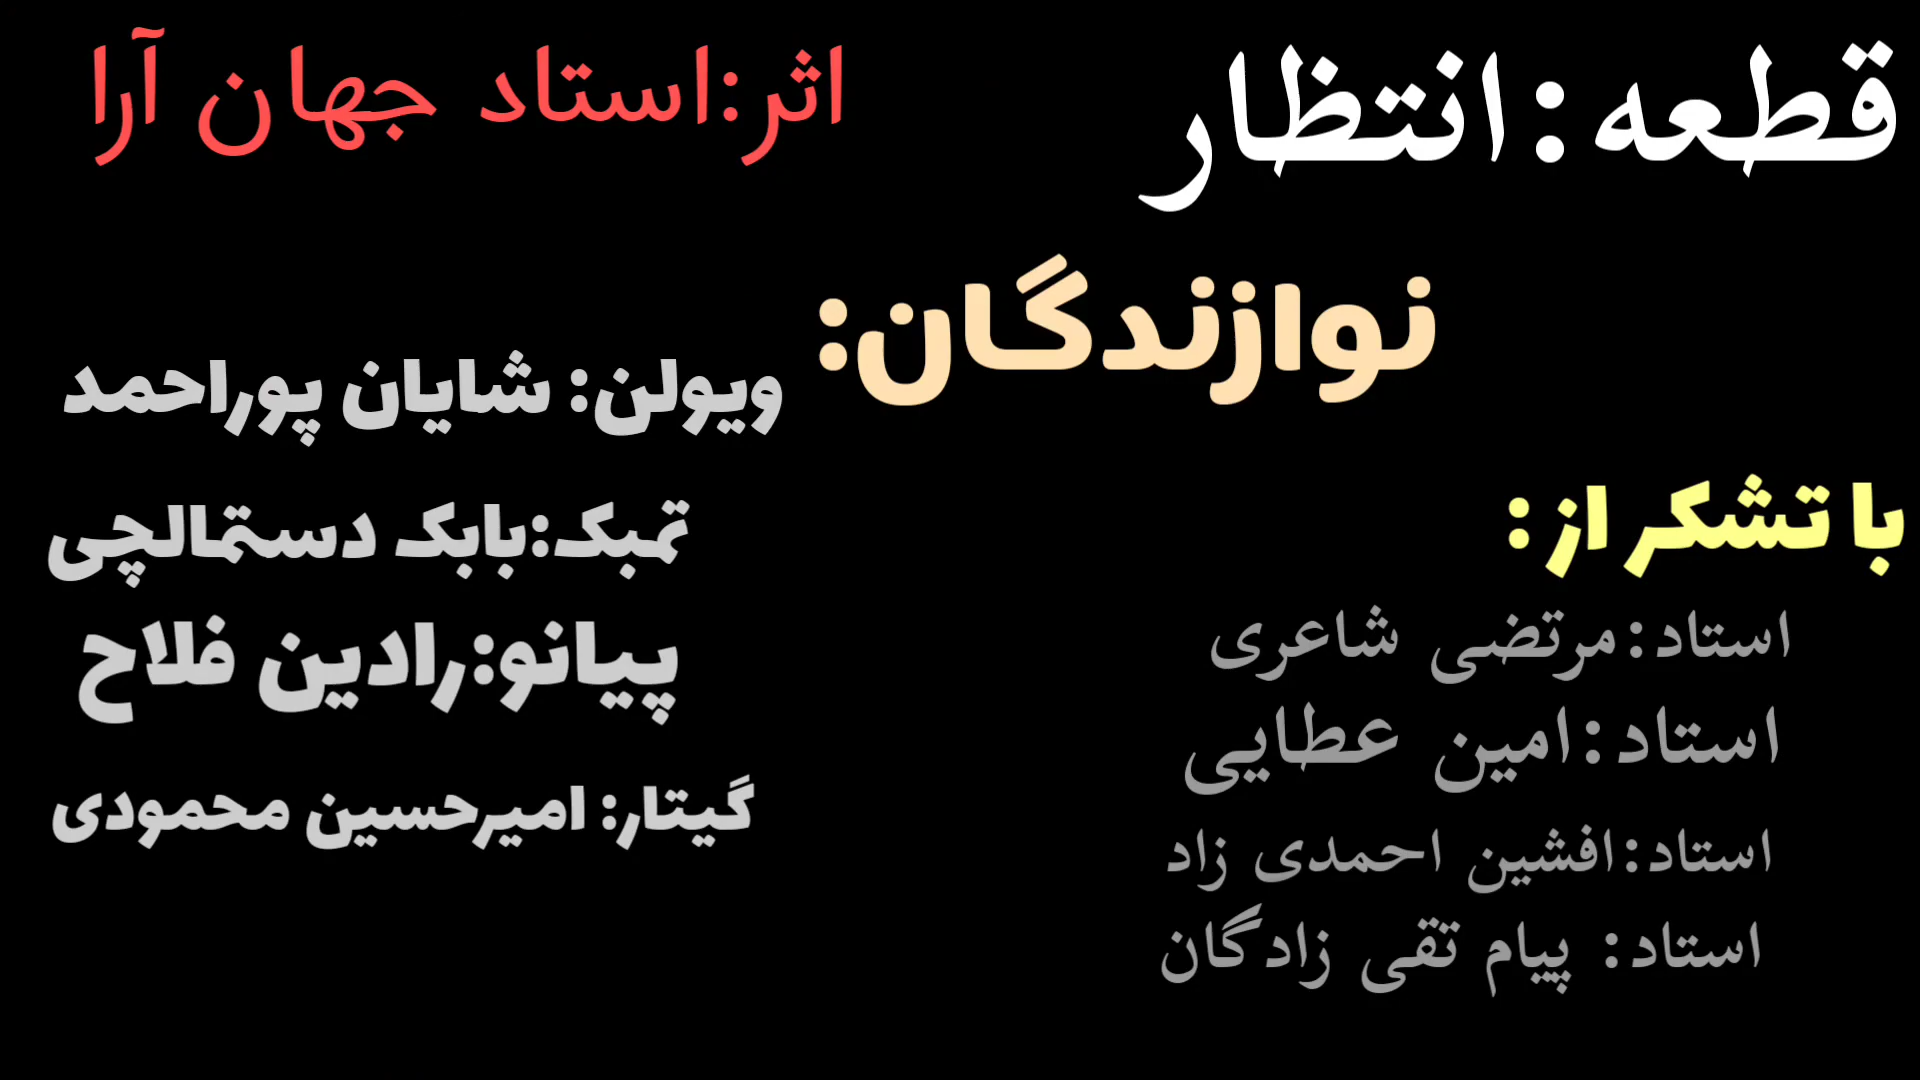 قطعه:انتظار
اثر:استاد جهان آرا
نوازندگان:
ویولن: شایان پوراحمد
تمبک:بابک دستمالچی
پیانو:رادین فلاح
گیتار: امیرحسین محمودی
با تشکر از :
استاد:مرتضی شاعری
استاد:امین عطایی
استاد:افشین احمدی زاد
استاد: پیام تقی زادگان